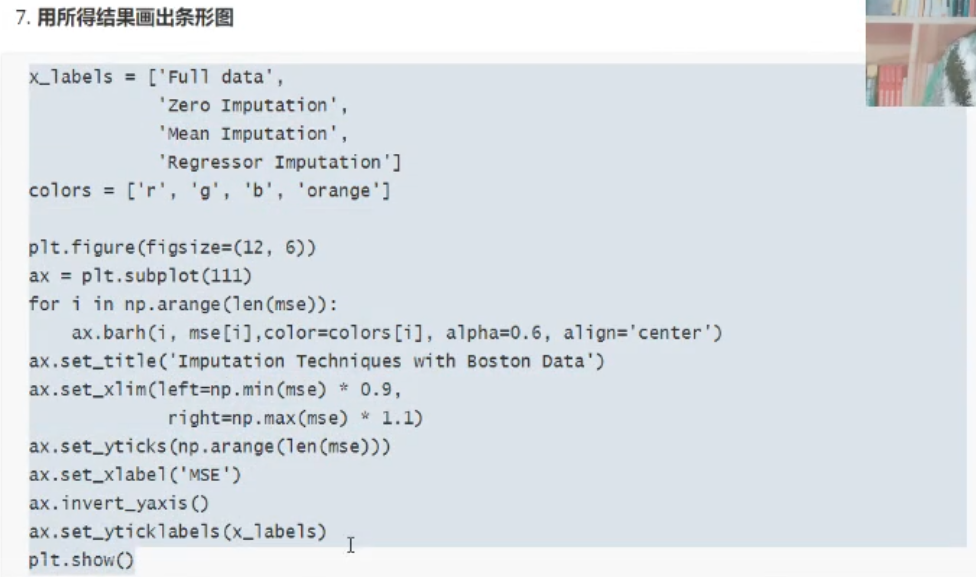 7. 用所得结果画出条形图
x_labels = ['Full data',
            'Zero Imputation',
            'Mean Imputation',
            'Regressor Imputation']
colors = ['r', 'g', 'b', 'orange']
plt.figure(figsize=(12, 6))
ax = plt.subplot(111)
for i in np.arange(len(mse)):
    ax.barh(i, mse[i],color=colors[i], alpha=0.6, align='center')
ax.set_title('Imputation Techniques with Boston Data')
ax.set_xlim(left=np.min(mse) * 0.9,
             right=np.max(mse) * 1.1)
ax.set_yticks(np.arange(len(mse)))
ax.set_xlabel('MSE')
ax.invert_yaxis()
ax.set_yticklabels(x_labels)
plt.show()